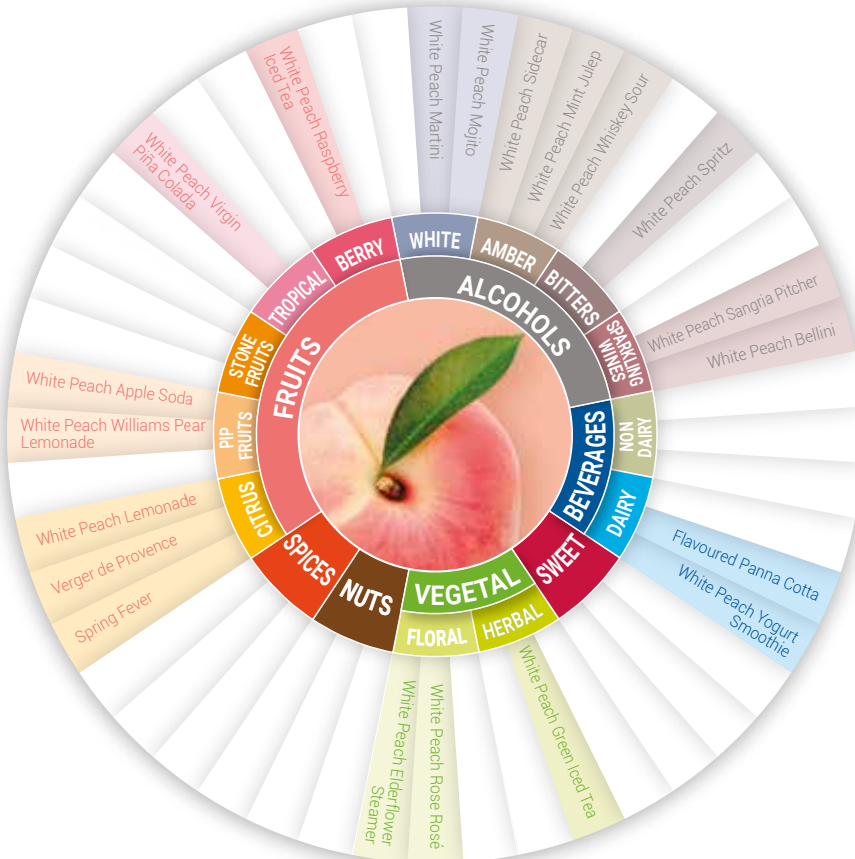 White Peach Martini
White Peach Mojito
White Peach Sidecar
White Peach Mint Julep
White Peach Whiskey Sour
White Peach Spritz
White Peach Sangria Pitcher
White Peach Bellini
Flavoured Panna Cotta
White Peach Yogurt
Smoothie
White Peach Green Iced Tea
White Peach Rose Rosé
White Peach Elderflower
Steamer
Spring Fever
Verger de Provence
White Peach Lemonade
White Peach Williams Pear
Lemonade
White Peach Apple Soda
White Peach Virgin
Piña Colada
White Peach Raspberry
Iced Tea
WHITE
AMBER
BITTERS
SPARKLING
WINES
NON
DAIRY
DAIRY
SWEET
HERBAL
FLORAL
NUTS
SPICES
CITRUS
PIP
FRUITS
STONE
FRUITS
TROPICAL
BERRY
ALCOHOLS
BEVERAGES
VEGETAL
FRUITS